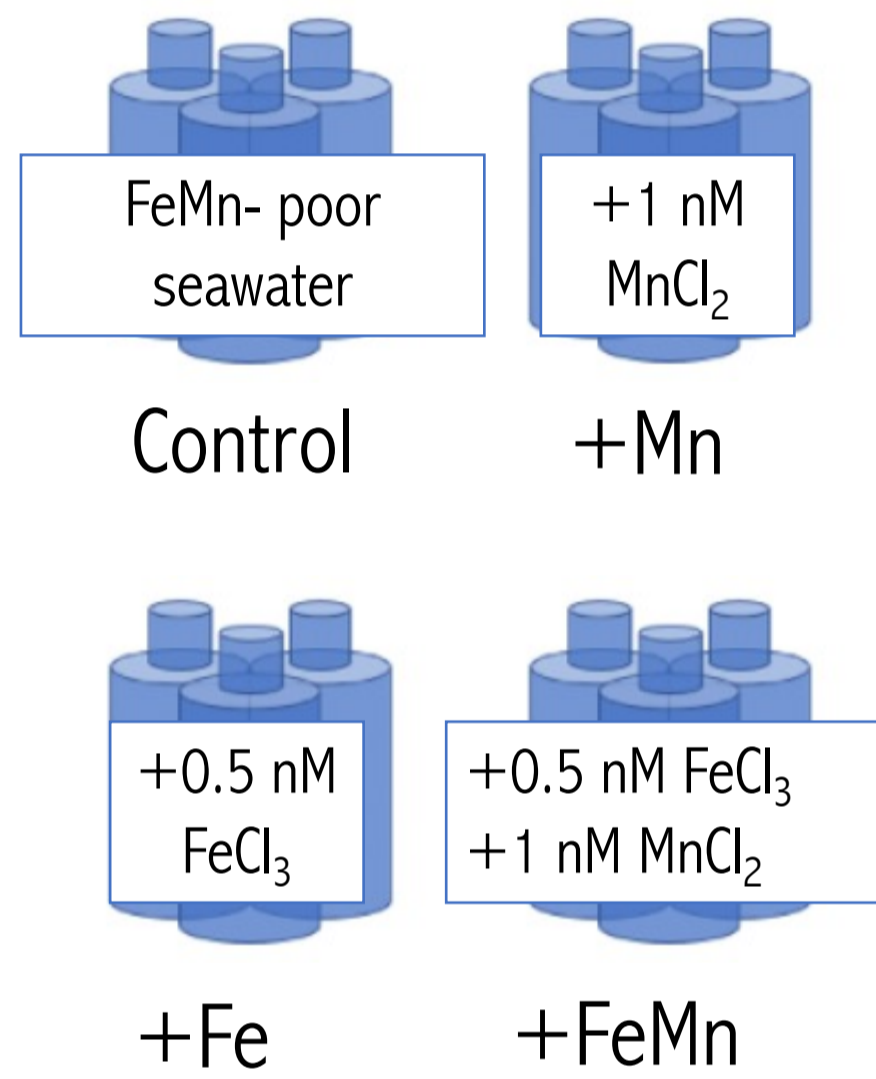 FeMn- poor
seawater
+1 nM
MnCl₂
Control
+Mn
+0.5 nM
FeCl₃
+0.5 nM FeCl₃
+1 nM MnCl₂
+Fe
+FeMn